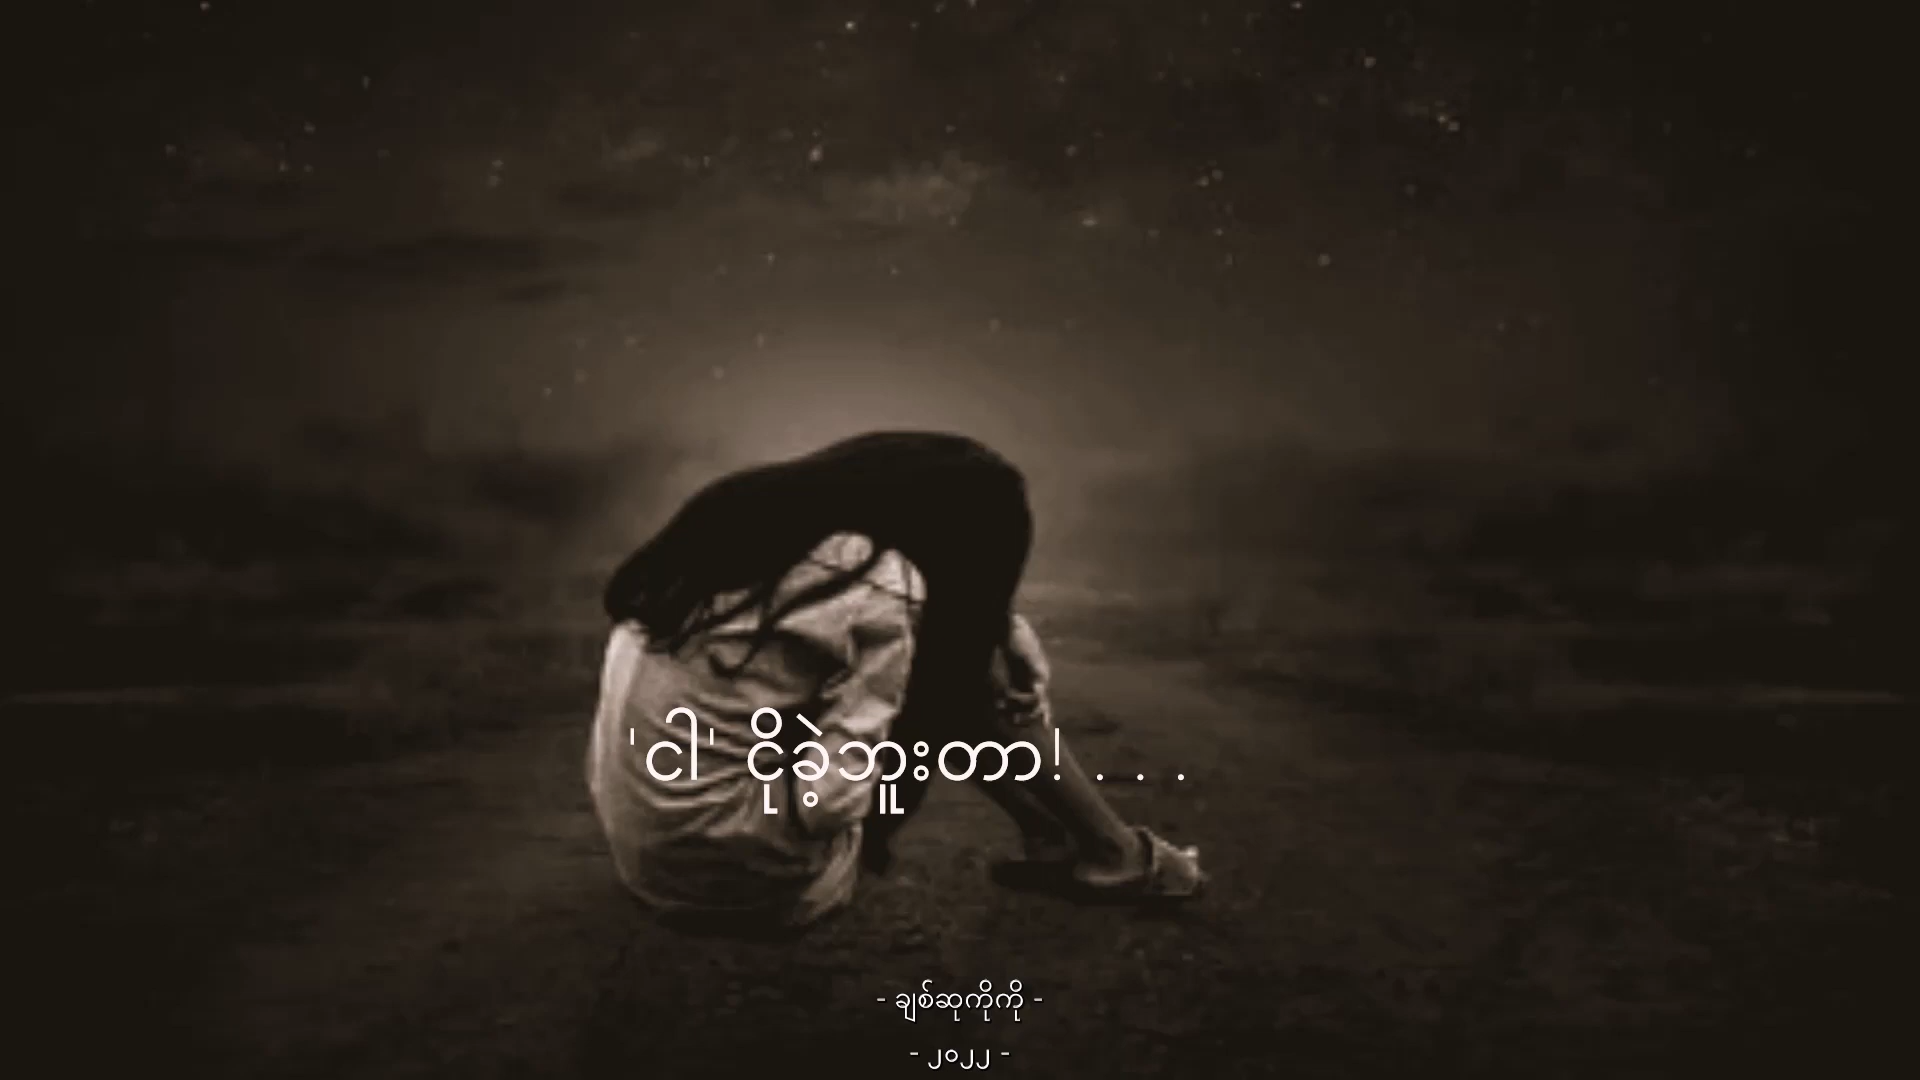 'ငါ' ငိုခဲ့ဘူးတာ! . . .
- ချစ်ဆုကိုကို -
- ၂၀၂၂ -